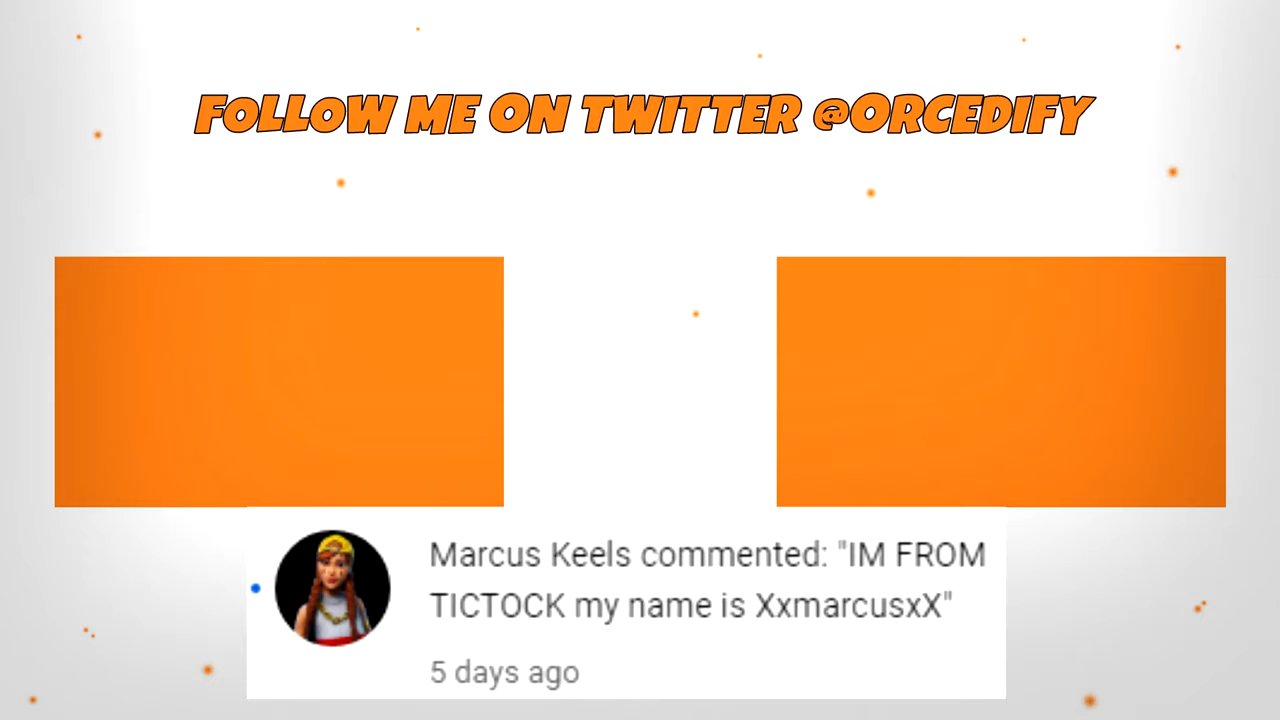 FOLLOW ME ON TWITTER @ORCEDIFY
Marcus Keels commented: "IM FROM
TICTOCK my name is XxmarcusxX"
5 days ago